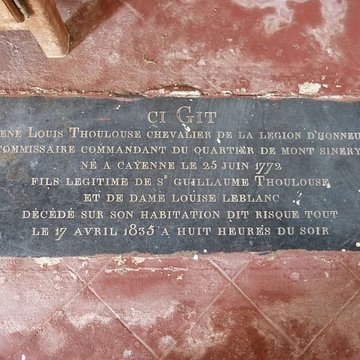 CI GIT
ENE LOUIS THOULOUSE CHEVALIER DE LA LEGION D'HONNEU
COMMISSAIRE COMMANDANT DU QUARTIER DE MONT SINERY
NÉ A CAYENNE LE 25 JUIN 1772
FILS LEGITIME DE Sᴿ GUILLAUME THOULOUSE
ET DE DAME LOUISE LEBLANC
DÉCÉDÉ SUR SON HABITATION DIT RISQUE TOUT
LE 17 AVRIL 1835 A HUIT HEURES DU SOIR